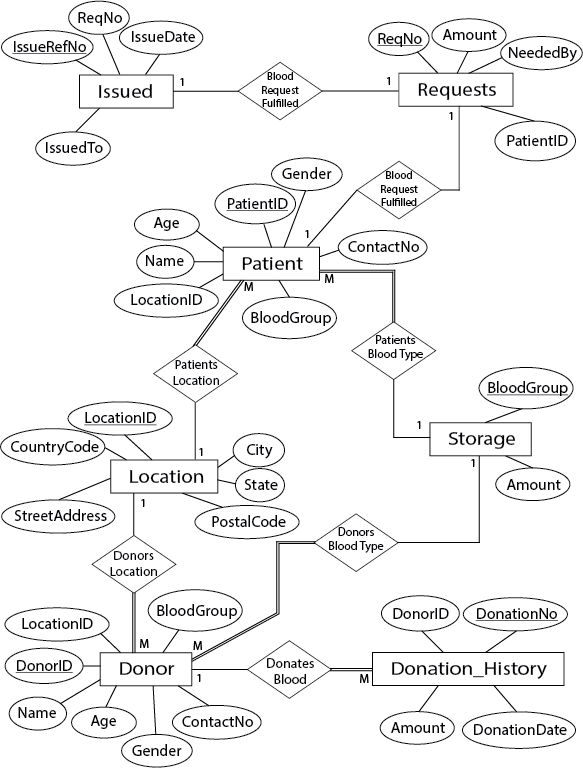 ReqNo
IssueRefNo
IssueDate
Issued
IssuedTo
1
Blood
Request
Fulfilled
1
ReqNo
Amount
NeededBy
Requests
PatientID
1
Blood
Request
Fulfilled
1
Gender
PatientID
Age
Name
LocationID
Patient
ContactNo
BloodGroup
M
M
Patients
Location
1
Patients
Blood Type
1
BloodGroup
Storage
Amount
1
LocationID
CountryCode
City
Location
State
StreetAddress
PostalCode
1
Donors
Location
M
Donors
Blood Type
M
LocationID
BloodGroup
DonorID
Donor
Name
Age
Gender
ContactNo
1
Donates
Blood
M
DonorID
DonationNo
Donation_History
Amount
DonationDate